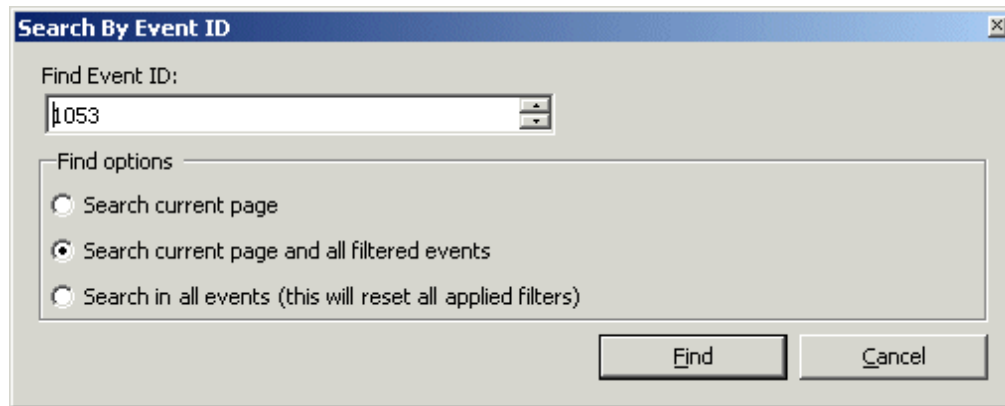 Search By Event ID
Find Event ID:
1053
Find options
Search current page
Search current page and all filtered events
Search in all events (this will reset all applied filters)
Find Cancel